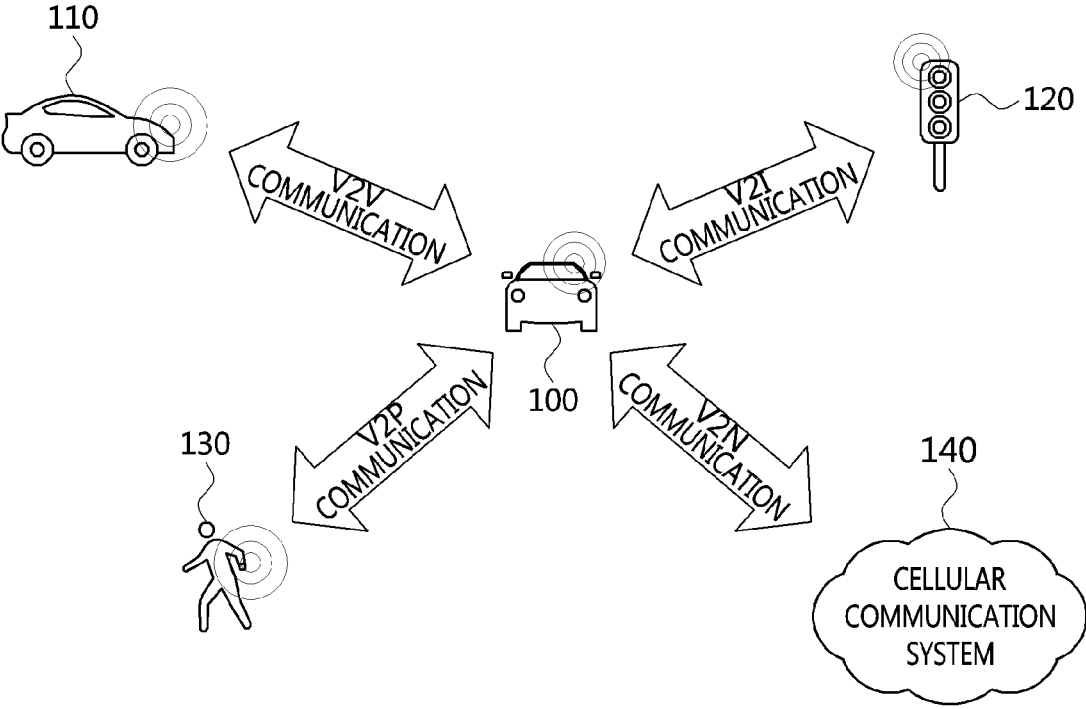 110
120
V2V
COMMUNICATION
V2I
COMMUNICATION
100
V2P
COMMUNICATION
V2N
COMMUNICATION
130
140
CELLULAR
COMMUNICATION
SYSTEM